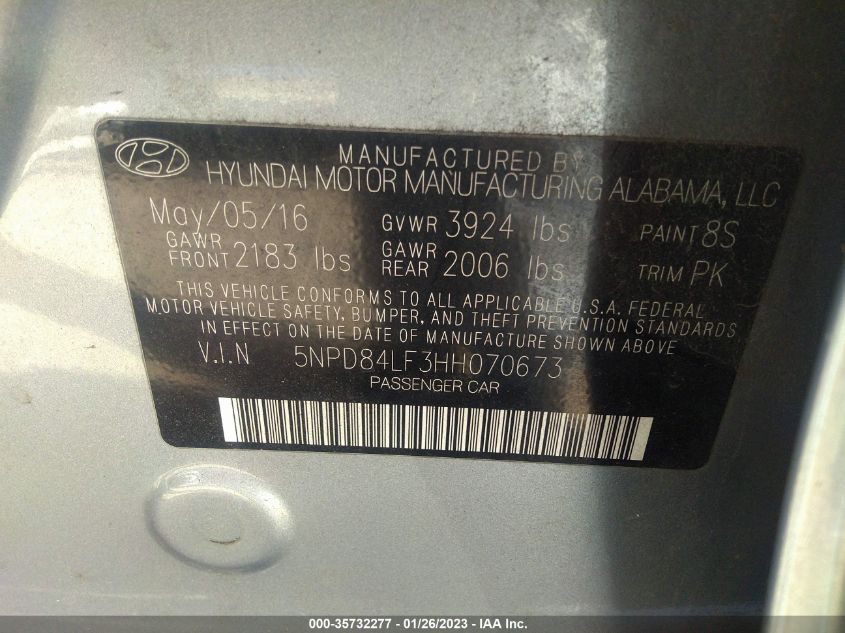 MANUFACTURED BY
HYUNDAI MOTOR MANUFACTURING ALABAMA, LLC
May/05/16 GVWR 3924 lbs PAINT 8S
GAWR FRONT 2183 lbs GAWR REAR 2006 lbs TRIM PK
THIS VEHICLE CONFORMS TO ALL APPLICABLE U.S.A. FEDERAL
MOTOR VEHICLE SAFETY, BUMPER, AND THEFT PREVENTION STANDARDS
IN EFFECT ON THE DATE OF MANUFACTURE SHOWN ABOVE
V.I.N 5NPD84LF3HH070673
PASSENGER CAR
000-35732277 - 01/26/2023 - IAA Inc.